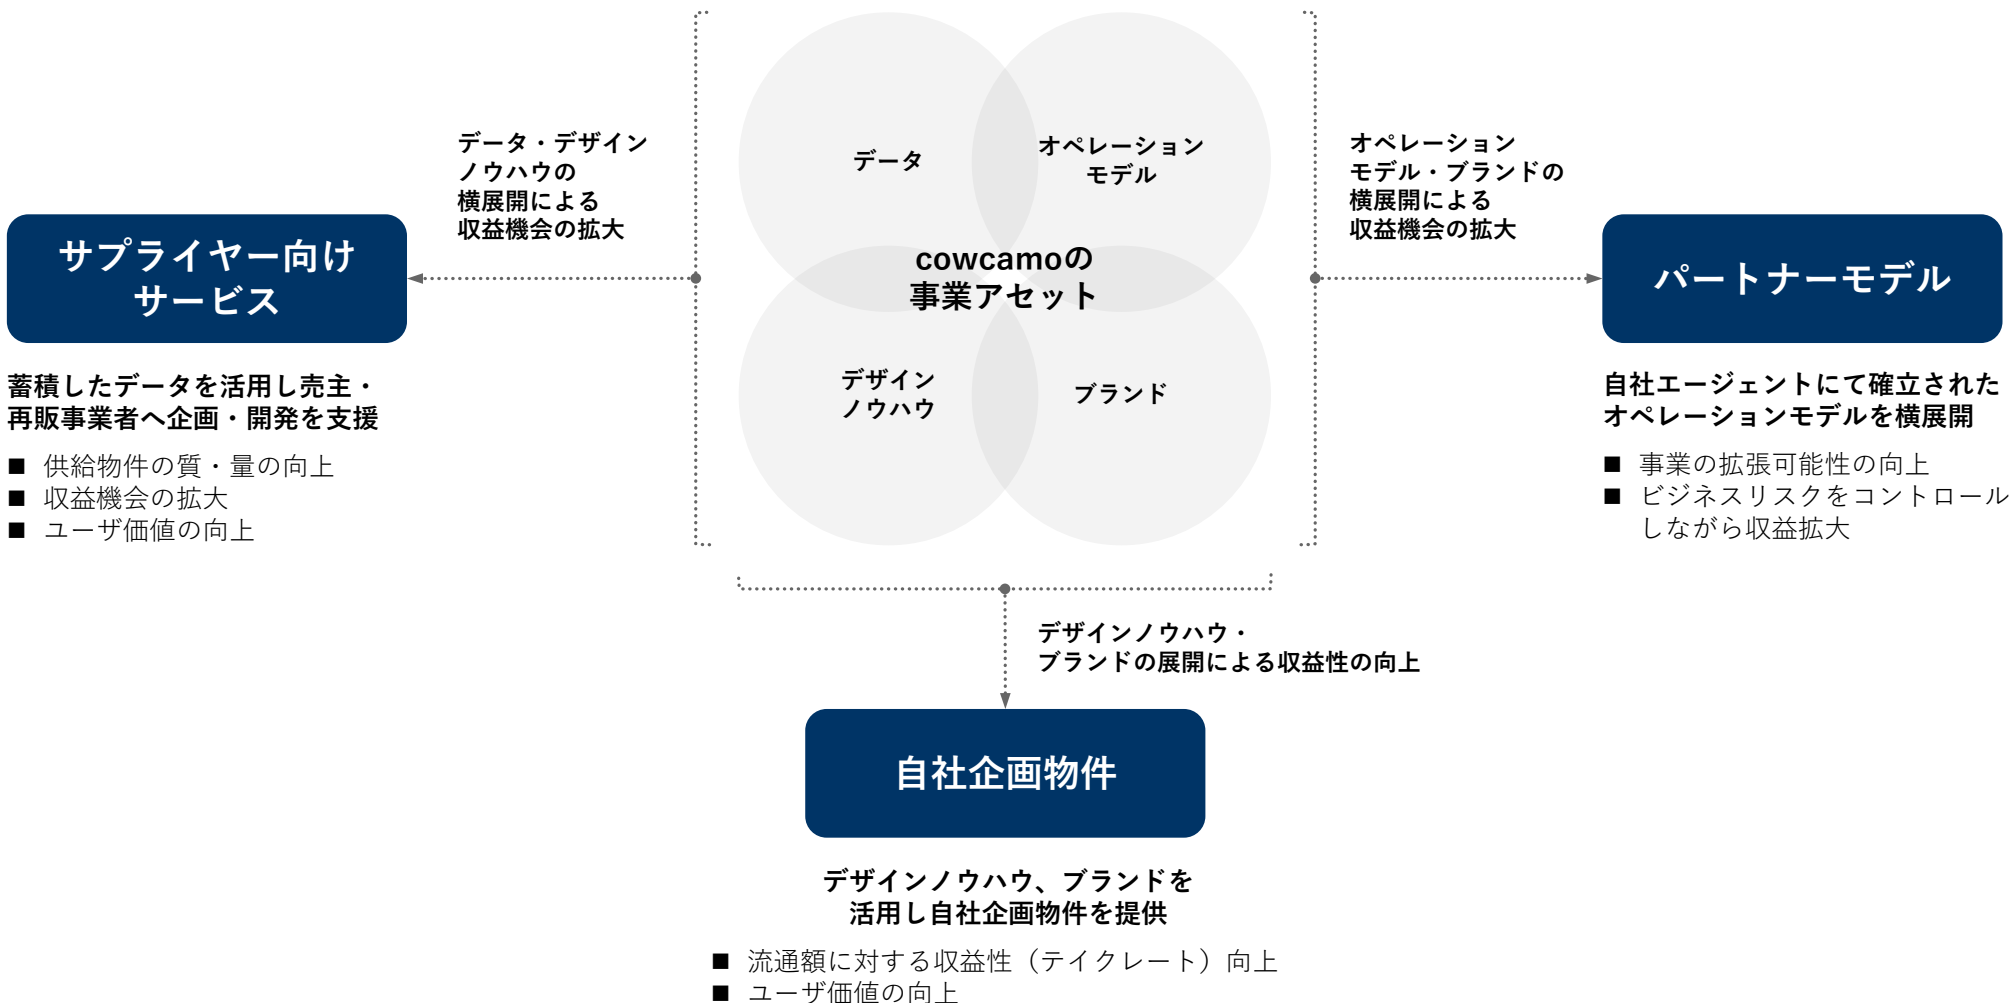 データ・デザイン
ノウハウの
横展開による
収益機会の拡大
サプライヤー向け
サービス
蓄積したデータを活用し売主・
再販事業者へ企画・開発を支援
■ 供給物件の質・量の向上
■ 収益機会の拡大
■ ユーザ価値の向上
データ
オペレーション
モデル
cowcamoの
事業アセット
デザイン
ノウハウ
ブランド
オペレーション
モデル・ブランドの
横展開による
収益機会の拡大
パートナーモデル
自社エージェントにて確立された
オペレーションモデルを横展開
■ 事業の拡張可能性の向上
■ ビジネスリスクをコントロール
しながら収益拡大
デザインノウハウ・
ブランドの展開による収益性の向上
自社企画物件
デザインノウハウ、ブランドを
活用し自社企画物件を提供
■ 流通額に対する収益性（テイクレート）向上
■ ユーザ価値の向上